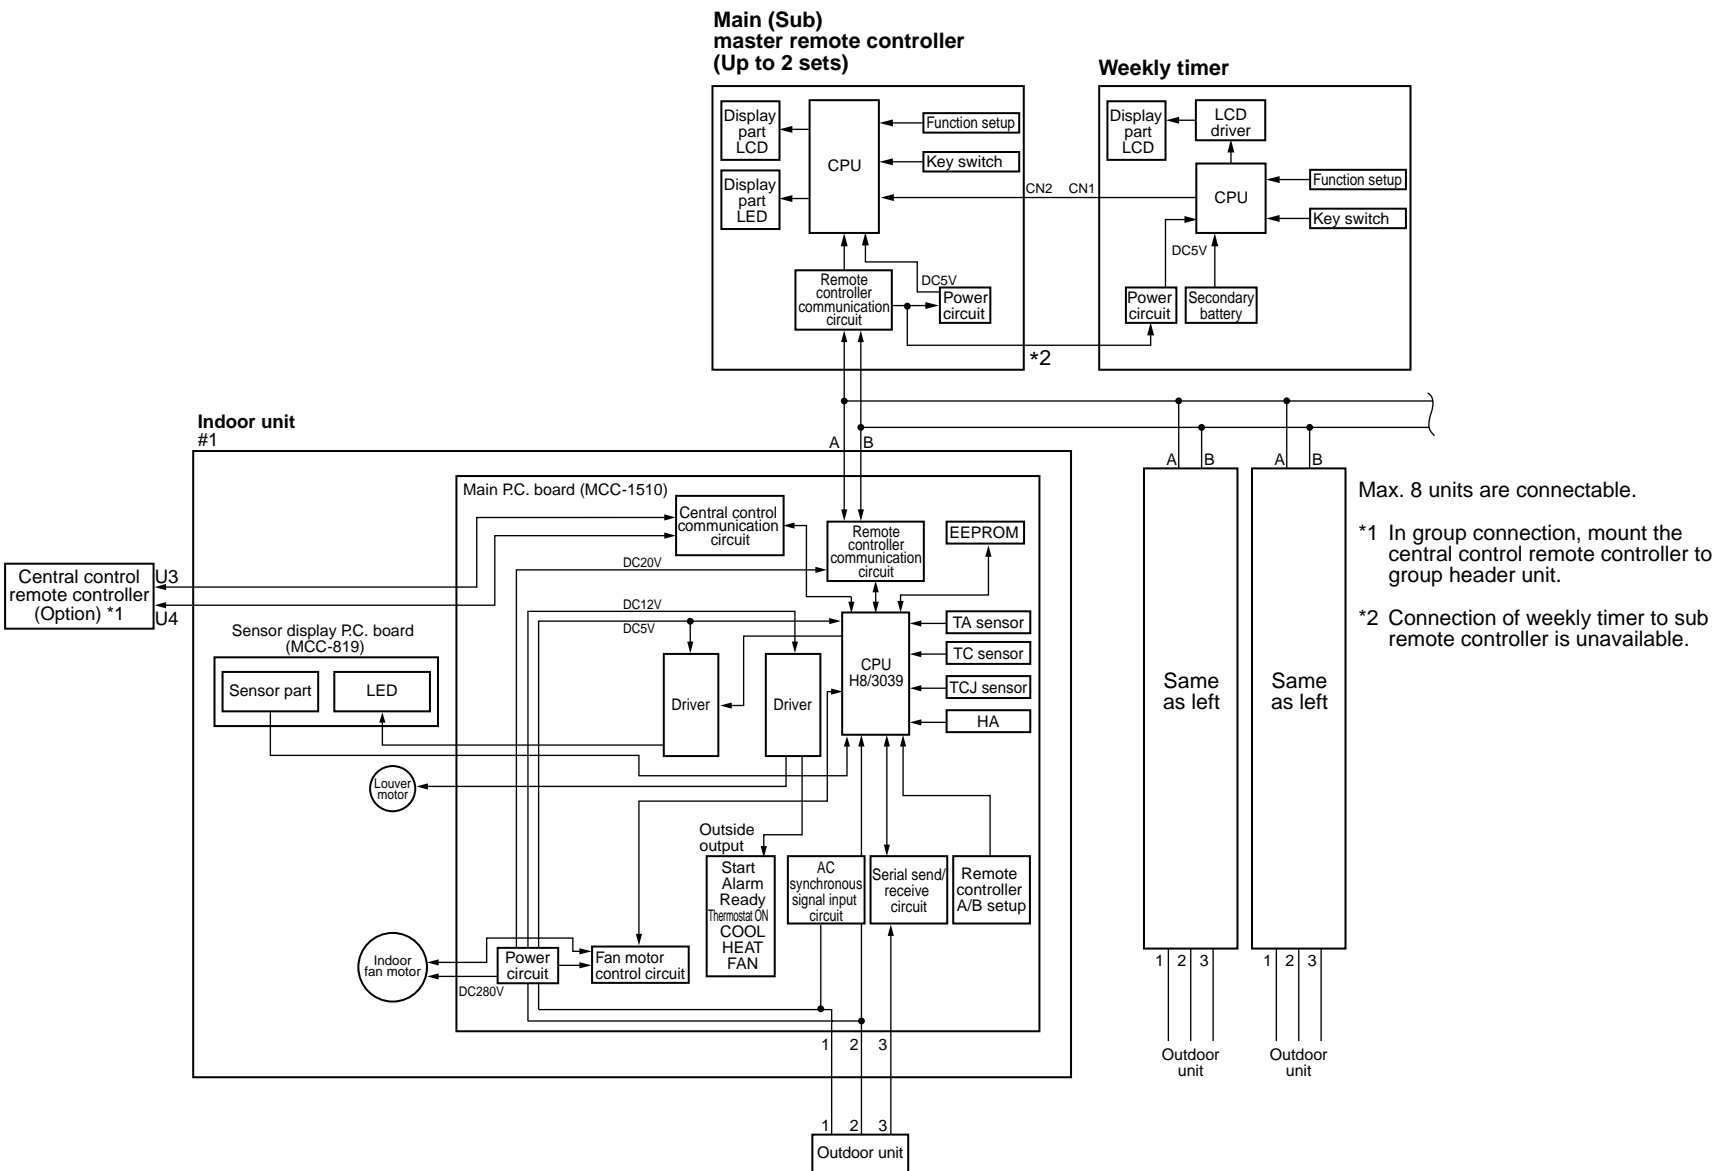 Main (Sub)
master remote controller
(Up to 2 sets)
Weekly timer
Display
part
LCD
Display
part
LED
CPU
Function setup
Key switch
CN2
CN1
Remote
controller
communication
circuit
DC5V
Power
circuit
*2
Display
part
LCD
LCD
driver
CPU
Function setup
Key switch
DC5V
Power
circuit
Secondary
battery
Indoor unit
#1
A
B
Main P.C. board (MCC-1510)
Central control
communication
circuit
Remote
controller
communication
circuit
EEPROM
DC20V
Central control
remote controller
(Option) *1
U3
U4
DC12V
DC5V
Sensor display P.C. board
(MCC-819)
Sensor part
LED
Driver
Driver
CPU
H8/3039
TA sensor
TC sensor
TCJ sensor
HA
Louver
motor
Outside
output
Start
Alarm
Ready
Thermostat ON
COOL
HEAT
FAN
AC
synchronous
signal input
circuit
Serial send/
receive
circuit
Remote
controller
A/B setup
Indoor
fan motor
DC280V
Power
circuit
Fan motor
control circuit
1
2
3
1
2
3
Outdoor unit
A
B
Same
as left
1
2
3
Outdoor
unit
A
B
Same
as left
1
2
3
Outdoor
unit
Max. 8 units are connectable.
*1 In group connection, mount the
central control remote controller to
group header unit.
*2 Connection of weekly timer to sub
remote controller is unavailable.